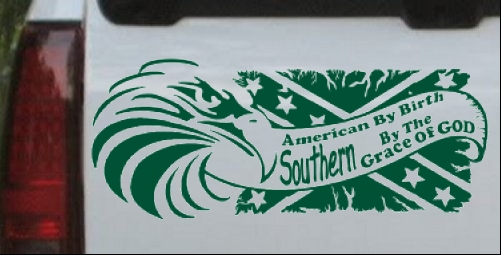 American By Birth
Southern By The
Grace Of GOD